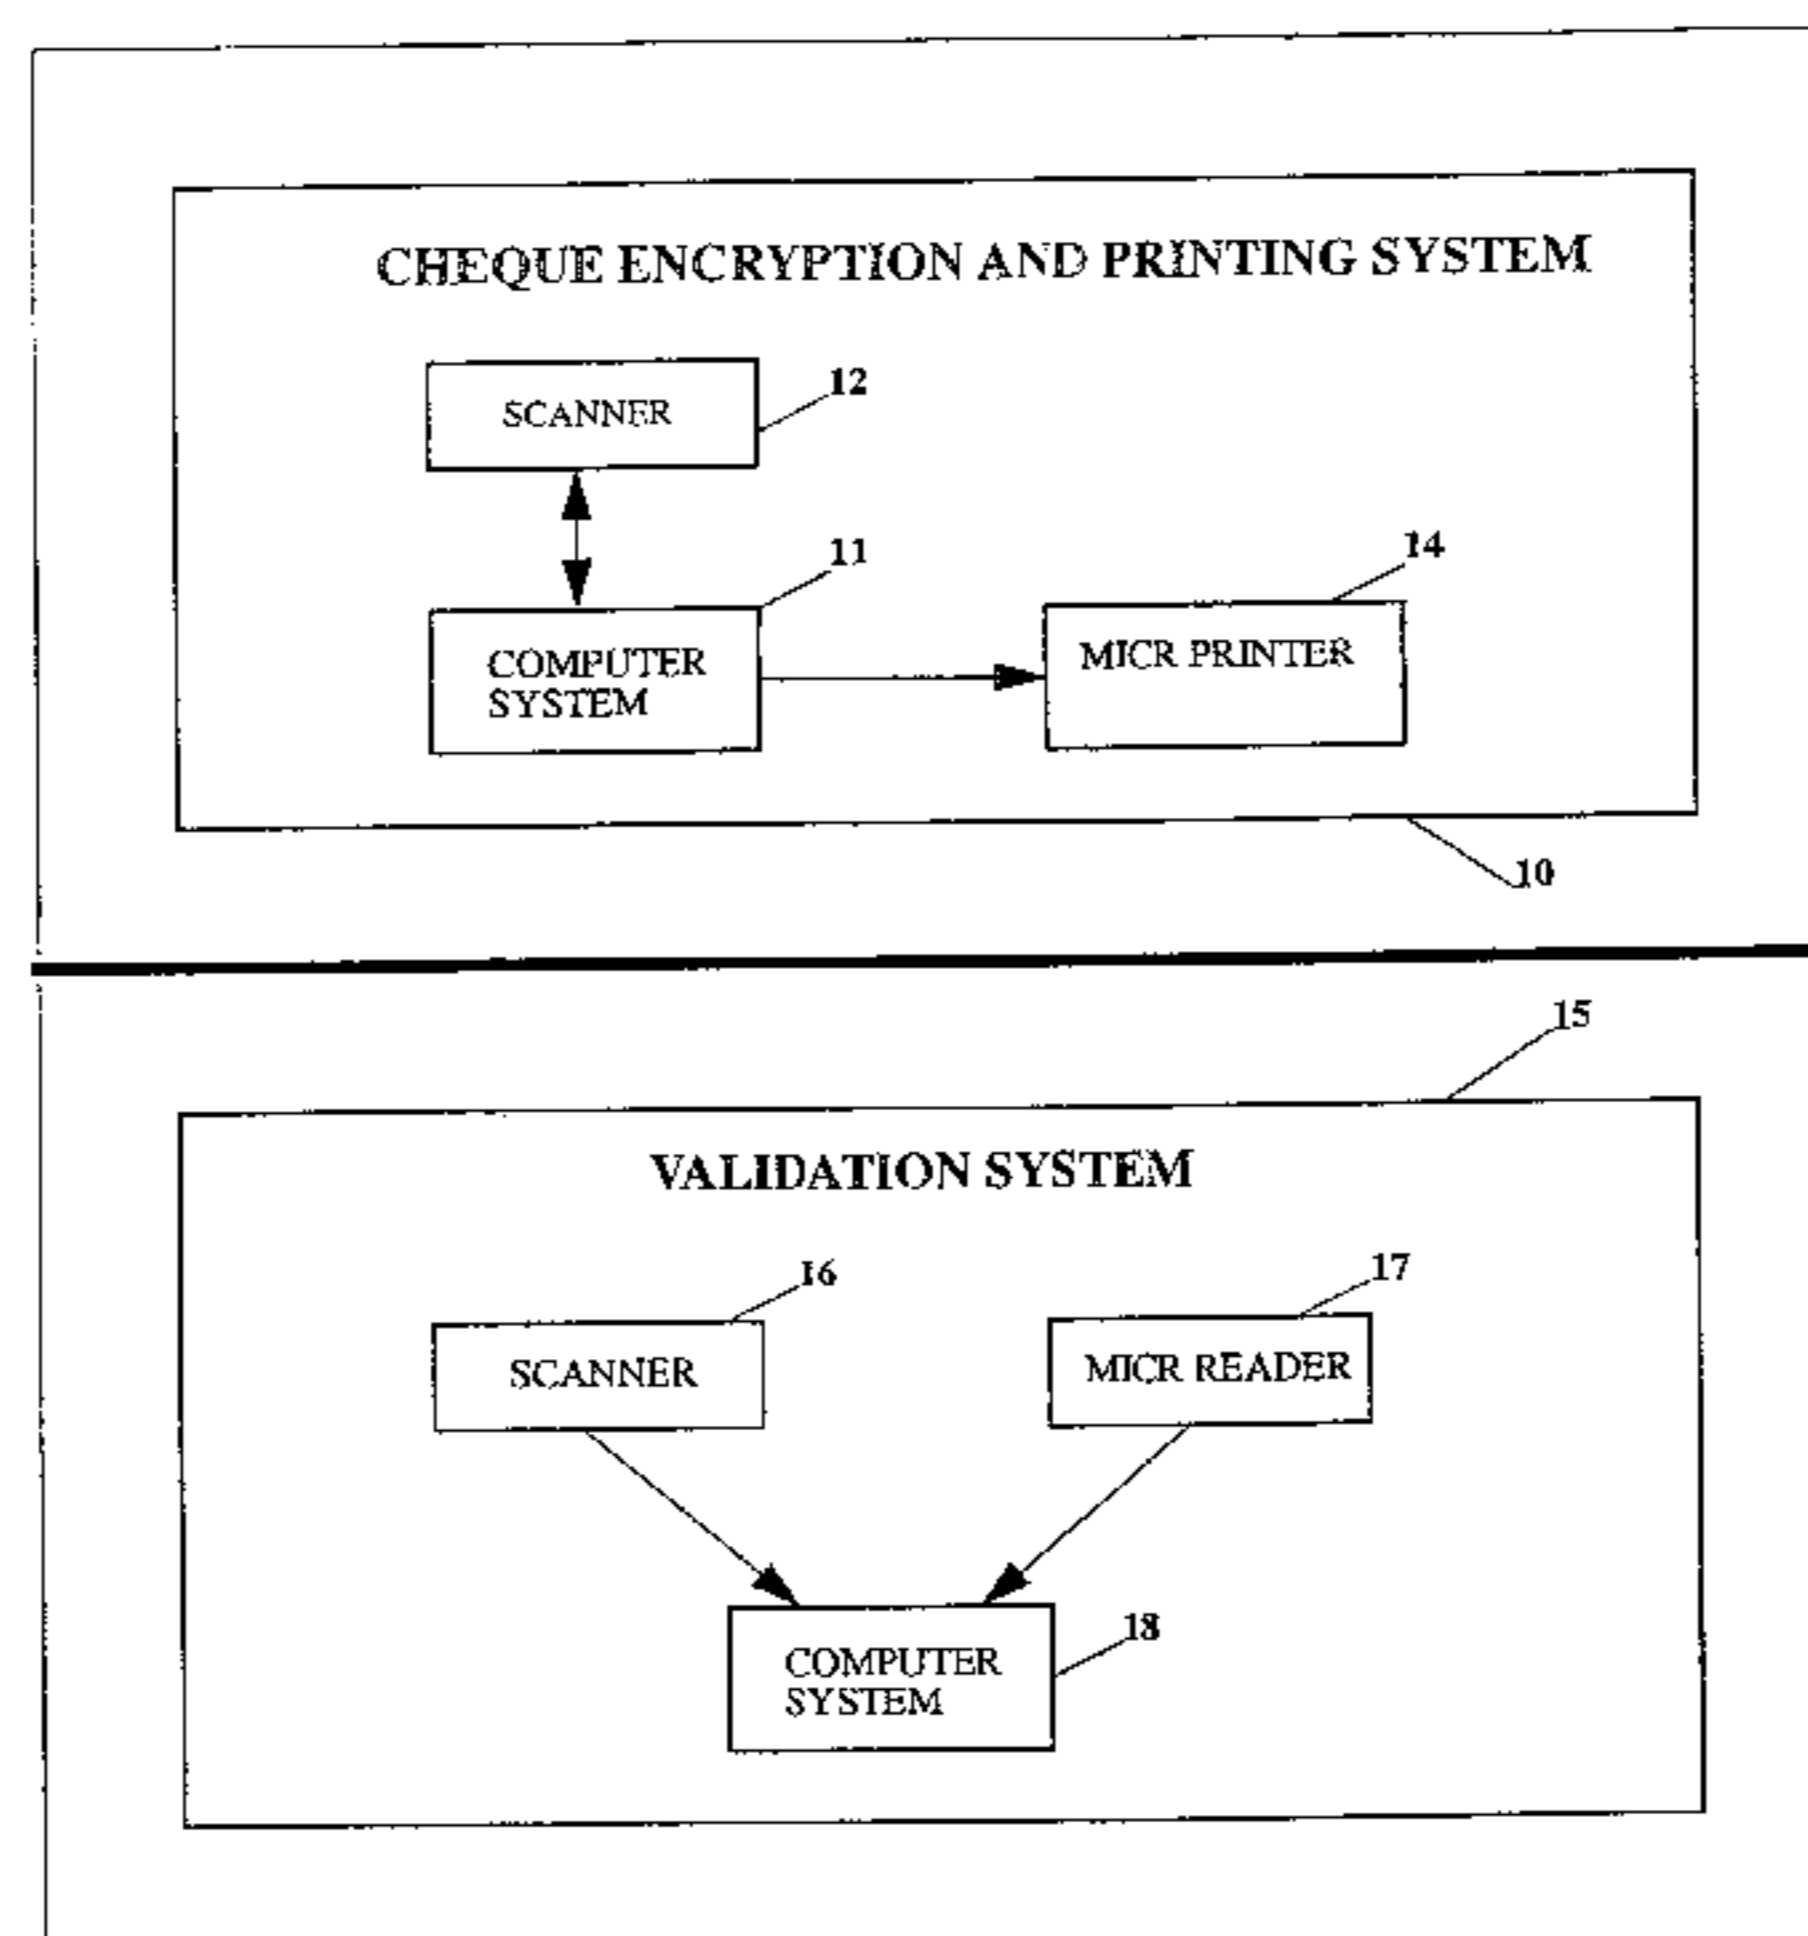 CHEQUE ENCRYPTION AND PRINTING SYSTEM
12
SCANNER
11
14
COMPUTER
SYSTEM
MICR PRINTER
10
15
VALIDATION SYSTEM
16
17
SCANNER
MICR READER
18
COMPUTER
SYSTEM